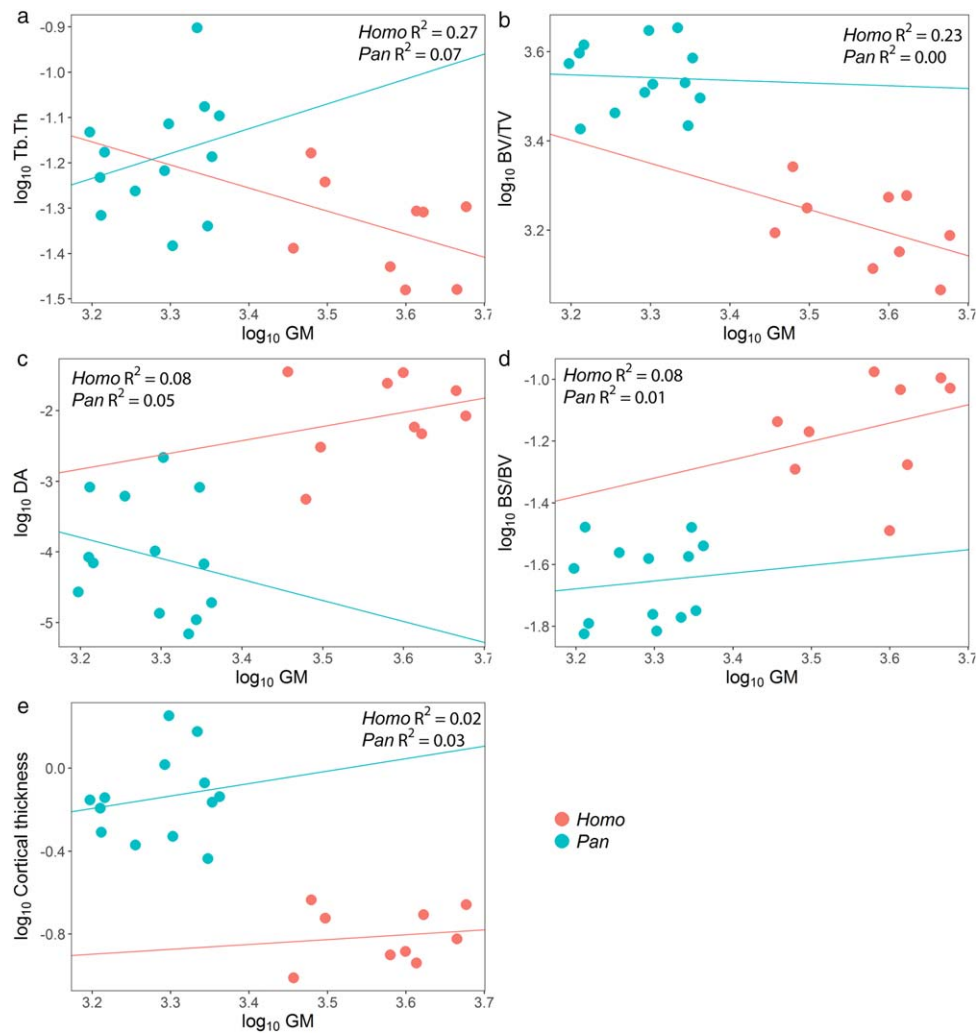 a
Homo R² = 0.27
Pan R² = 0.07
-0.9
-1.0
-1.1
-1.2
-1.3
-1.4
-1.5
log₁₀ Tb.Th
3.2 3.3 3.4 3.5 3.6 3.7
log₁₀ GM
b
Homo R² = 0.23
Pan R² = 0.00
3.6
3.4
3.2
log₁₀ BV/TV
3.2 3.3 3.4 3.5 3.6 3.7
log₁₀ GM
c
Homo R² = 0.08
Pan R² = 0.05
-2
-3
-4
-5
log₁₀ DA
3.2 3.3 3.4 3.5 3.6 3.7
log₁₀ GM
d
Homo R² = 0.08
Pan R² = 0.01
-1.0
-1.2
-1.4
-1.6
-1.8
log₁₀ BS/BV
3.2 3.3 3.4 3.5 3.6 3.7
log₁₀ GM
e
Homo R² = 0.02
Pan R² = 0.03
0.0
-0.4
-0.8
log₁₀ Cortical thickness
3.2 3.3 3.4 3.5 3.6 3.7
log₁₀ GM
Homo
Pan